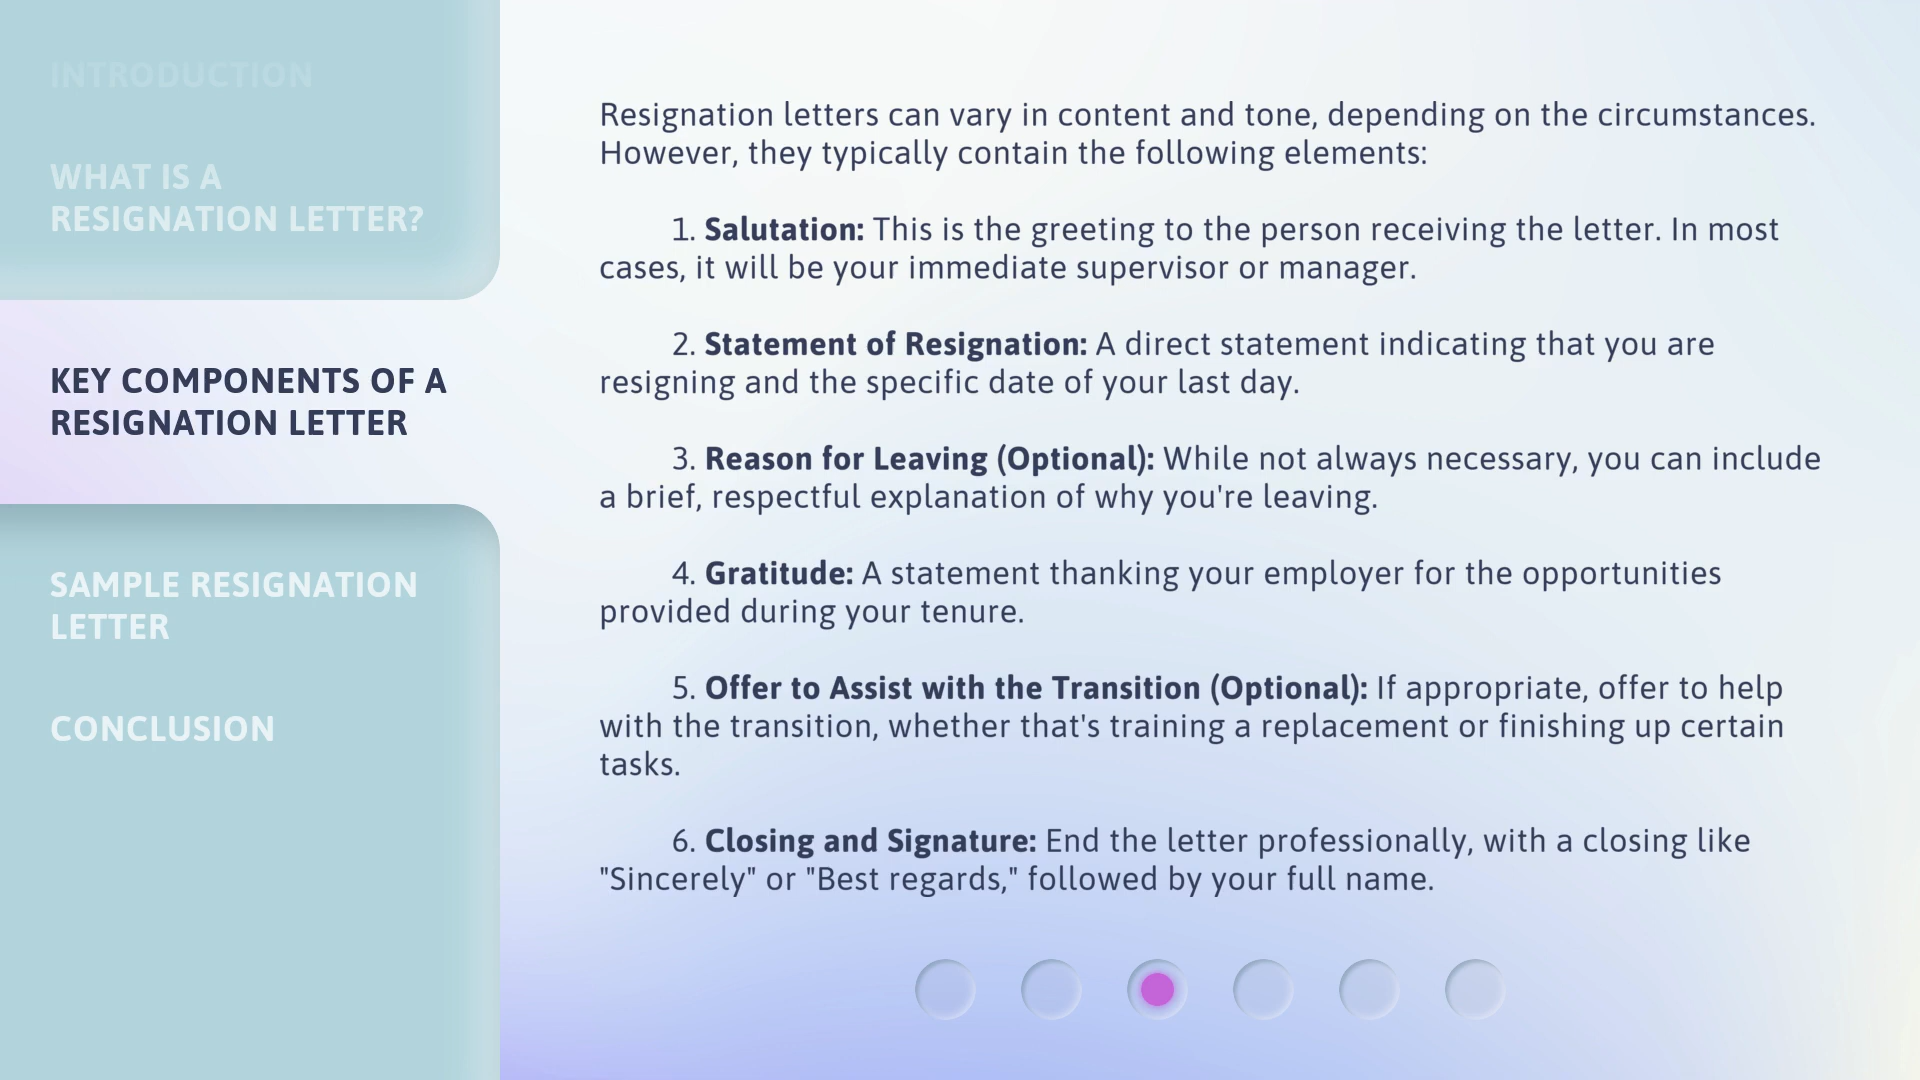 INTRODUCTION
WHAT IS A
RESIGNATION LETTER?
KEY COMPONENTS OF A
RESIGNATION LETTER
SAMPLE RESIGNATION
LETTER
CONCLUSION
Resignation letters can vary in content and tone, depending on the circumstances.
However, they typically contain the following elements:
1. Salutation: This is the greeting to the person receiving the letter. In most
cases, it will be your immediate supervisor or manager.
2. Statement of Resignation: A direct statement indicating that you are
resigning and the specific date of your last day.
3. Reason for Leaving (Optional): While not always necessary, you can include
a brief, respectful explanation of why you're leaving.
4. Gratitude: A statement thanking your employer for the opportunities
provided during your tenure.
5. Offer to Assist with the Transition (Optional): If appropriate, offer to help
with the transition, whether that's training a replacement or finishing up certain
tasks.
6. Closing and Signature: End the letter professionally, with a closing like
"Sincerely" or "Best regards," followed by your full name.